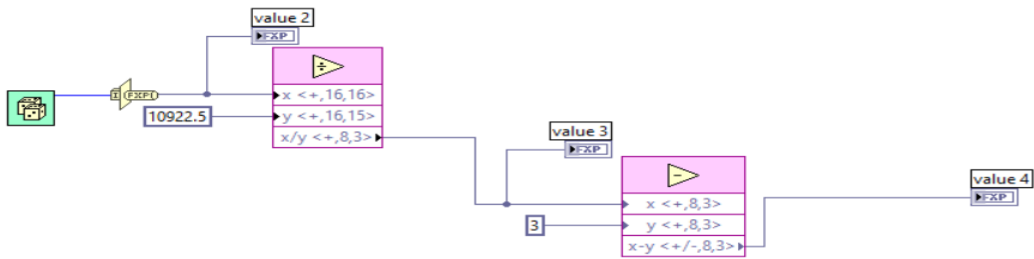 value 2
FXP
I FXP()
x <+,16,16>
10922.5
y <+,16,15>
x/y <+,8,3>
value 3
FXP
value 4
FXP
x <+,8,3>
3
y <+,8,3>
x-y <+/-,8,3>